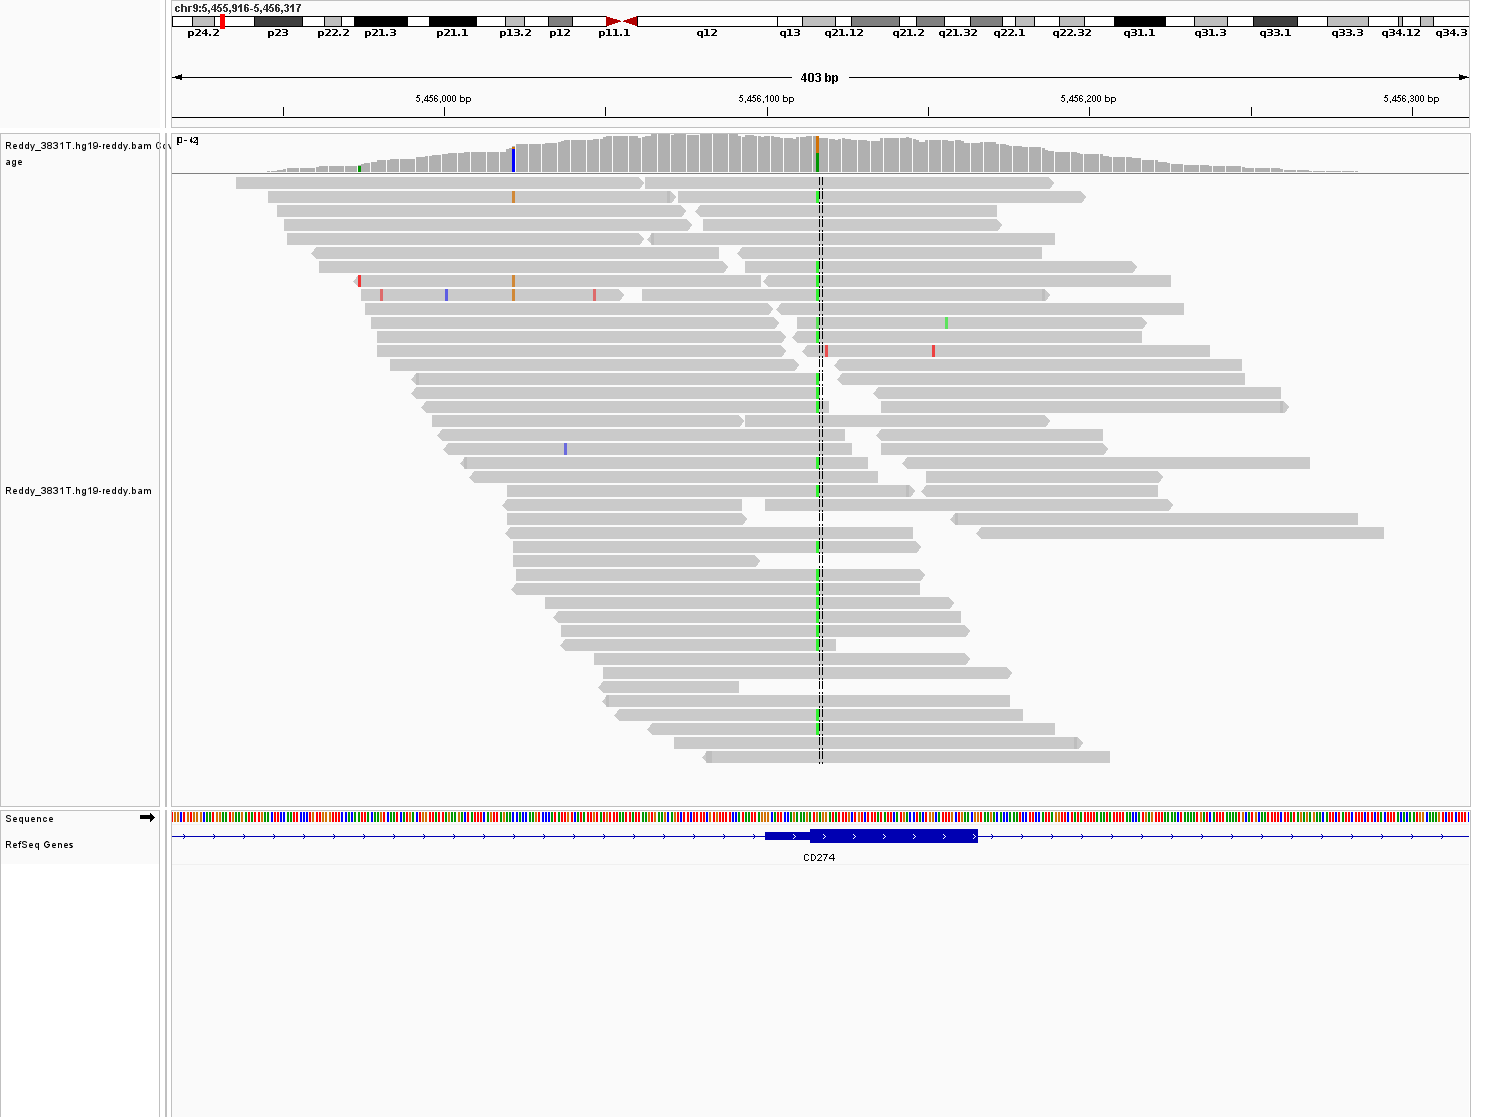 chr9:5,455,916-5,456,317
p24.2 p23 p22.2 p21.3 p21.1 p13.2 p12 p11.1 q12 q13 q21.12 q21.2 q21.32 q22.1 q22.32 q31.1 q31.3 q33.1 q33.3 q34.12 q34.3
403 bp
5,456,000 bp 5,456,100 bp 5,456,200 bp 5,456,300 bp
Reddy_3831T.hg19-reddy.bam Cov
age
[0 - 42]
Reddy_3831T.hg19-reddy.bam
Sequence
RefSeq Genes
CD274